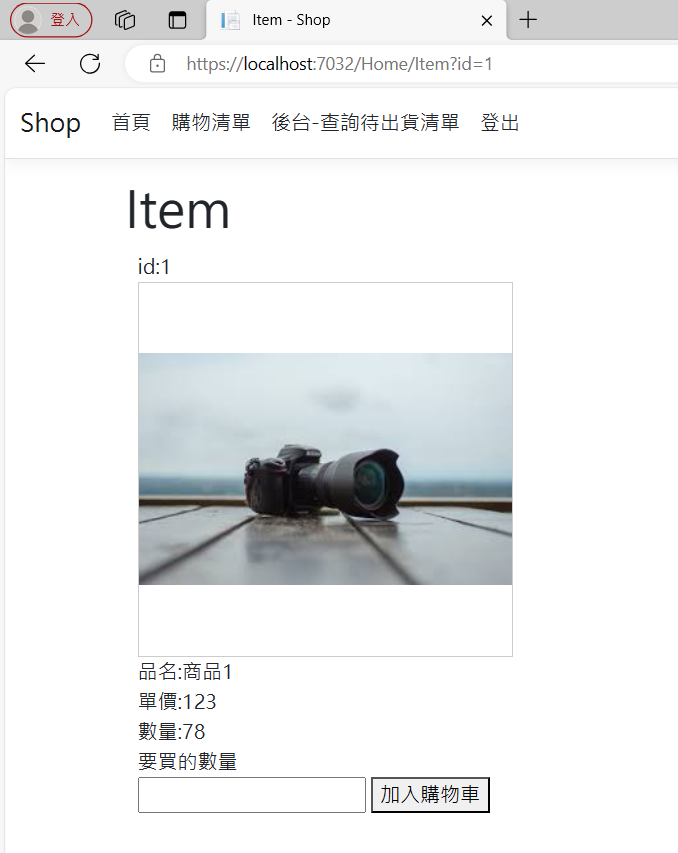 登入
Item - Shop
https://localhost:7032/Home/Item?id=1
Shop 首頁 購物清單 後台-查詢待出貨清單 登出
Item
id:1
品名:商品1
單價:123
數量:78
要買的數量
加入購物車